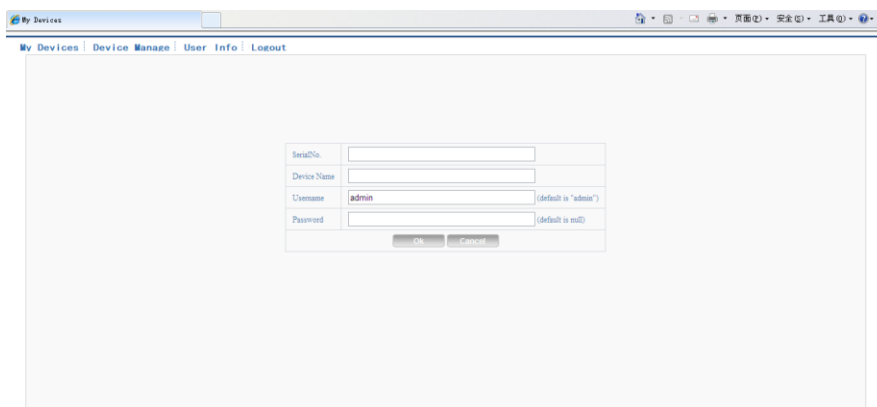 My Devices
页面(P) 安全(S) 工具(O)
My Devices Device Manage User Info Logout
SerialNo.
Device Name
Username admin (default is "admin")
Password (default is null)
Ok Cancel